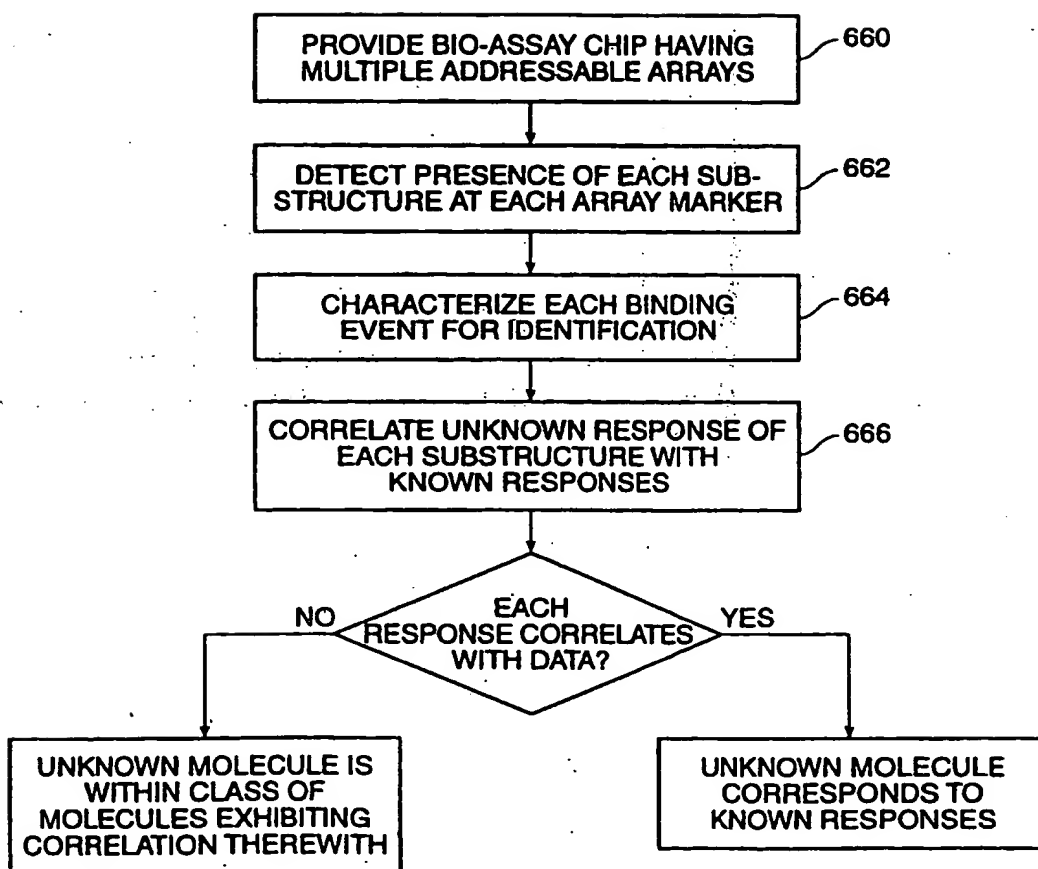 PROVIDE BIO-ASSAY CHIP HAVING
MULTIPLE ADDRESSABLE ARRAYS
660
DETECT PRESENCE OF EACH SUB-
STRUCTURE AT EACH ARRAY MARKER
662
CHARACTERIZE EACH BINDING
EVENT FOR IDENTIFICATION
664
CORRELATE UNKNOWN RESPONSE OF
EACH SUBSTRUCTURE WITH
KNOWN RESPONSES
666
NO
EACH
RESPONSE CORRELATES
WITH DATA?
YES
UNKNOWN MOLECULE IS
WITHIN CLASS OF
MOLECULES EXHIBITING
CORRELATION THEREWITH
UNKNOWN MOLECULE
CORRESPONDS TO
KNOWN RESPONSES